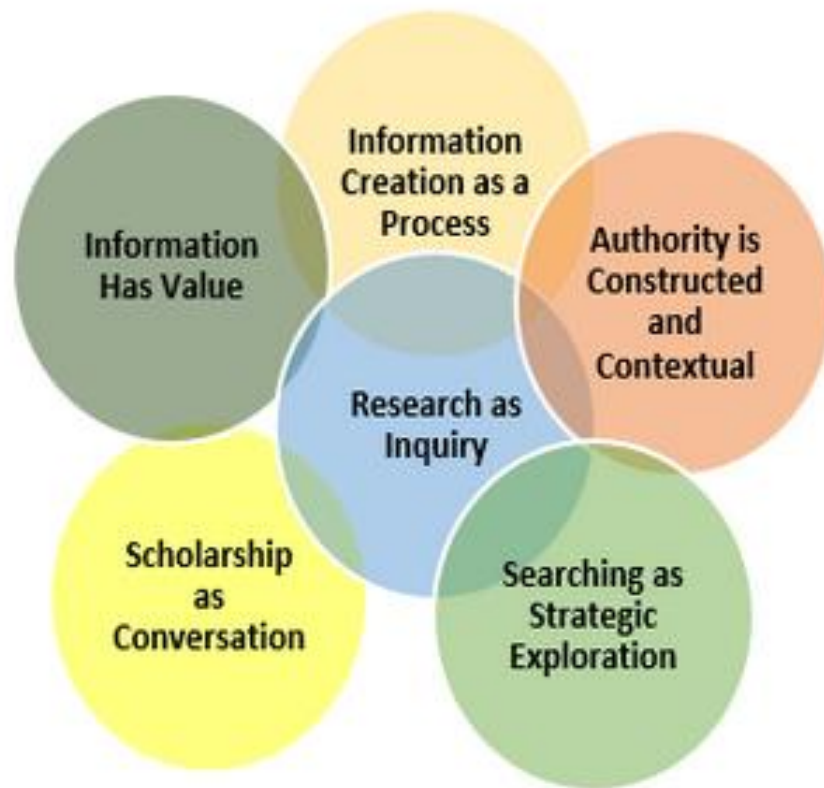 Information
Creation as a
Process
Information
Has Value
Authority is
Constructed
and
Contextual
Research as
Inquiry
Scholarship
as
Conversation
Searching as
Strategic
Exploration